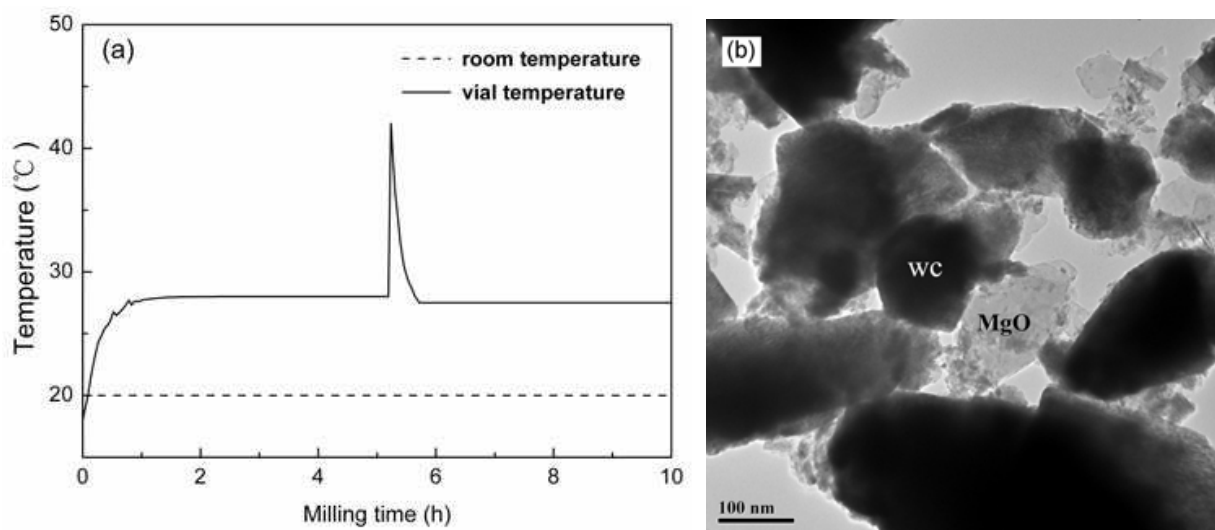 (a)
room temperature
vial temperature
50
40
30
20
Temperature (℃)
0
2
4
6
8
10
Milling time (h)
(b)
WC
MgO
100 nm